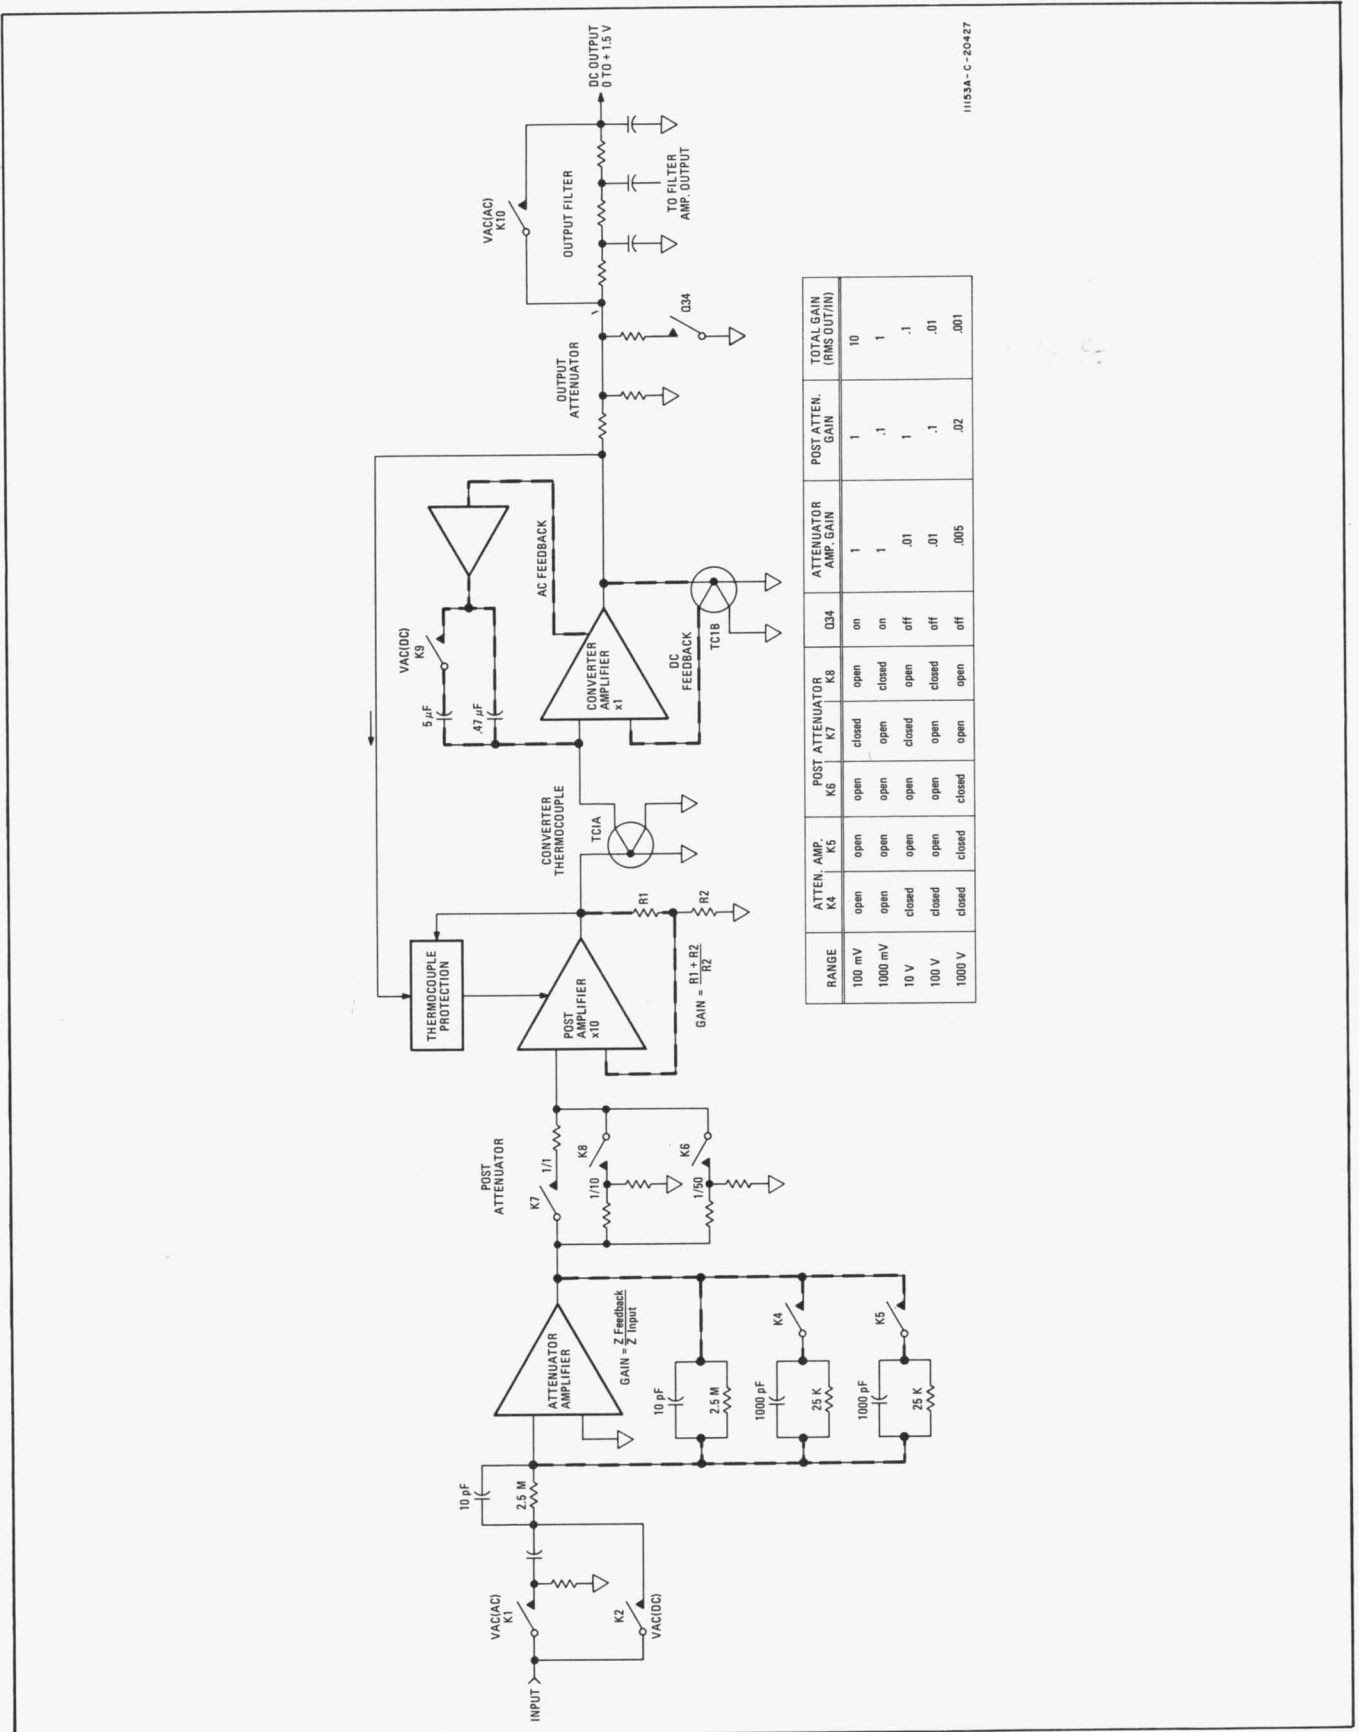 INPUT
VAC(AC)
K1
K2
VAC(DC)
10 pF
2.5 M
ATTENUATOR
AMPLIFIER
GAIN = Z Feedback
Z Input
10 pF
2.5 M
1000 pF
25 K
K4
1000 pF
25 K
K5
POST
ATTENUATOR
K7
1/1
1/10
K8
1/50
K6
THERMOCOUPLE
PROTECTION
POST
AMPLIFIER
x10
GAIN = R1 + R2
R2
R1
R2
CONVERTER
THERMOCOUPLE
TC1A
VAC(DC)
K9
5 µF
.47 µF
CONVERTER
AMPLIFIER
x1
AC FEEDBACK
DC
FEEDBACK
TC1B
OUTPUT
ATTENUATOR
Q34
VAC(AC)
K10
OUTPUT FILTER
TO FILTER
AMP. OUTPUT
DC OUTPUT
0 TO + 1.5 V
RANGE ATTEN. AMP. POST ATTENUATOR Q34 ATTENUATOR POST ATTEN. TOTAL GAIN
K4 K5 K6 K7 K8 AMP. GAIN GAIN (RMS OUT/IN)
100 mV open open open closed open on 1 1 10
1000 mV open open open open closed on 1 .1 1
10 V closed open open closed open off .01 1 .1
100 V closed open open open closed off .01 .1 .01
1000 V closed closed closed open open off .005 .02 .001
11153A-C-20427